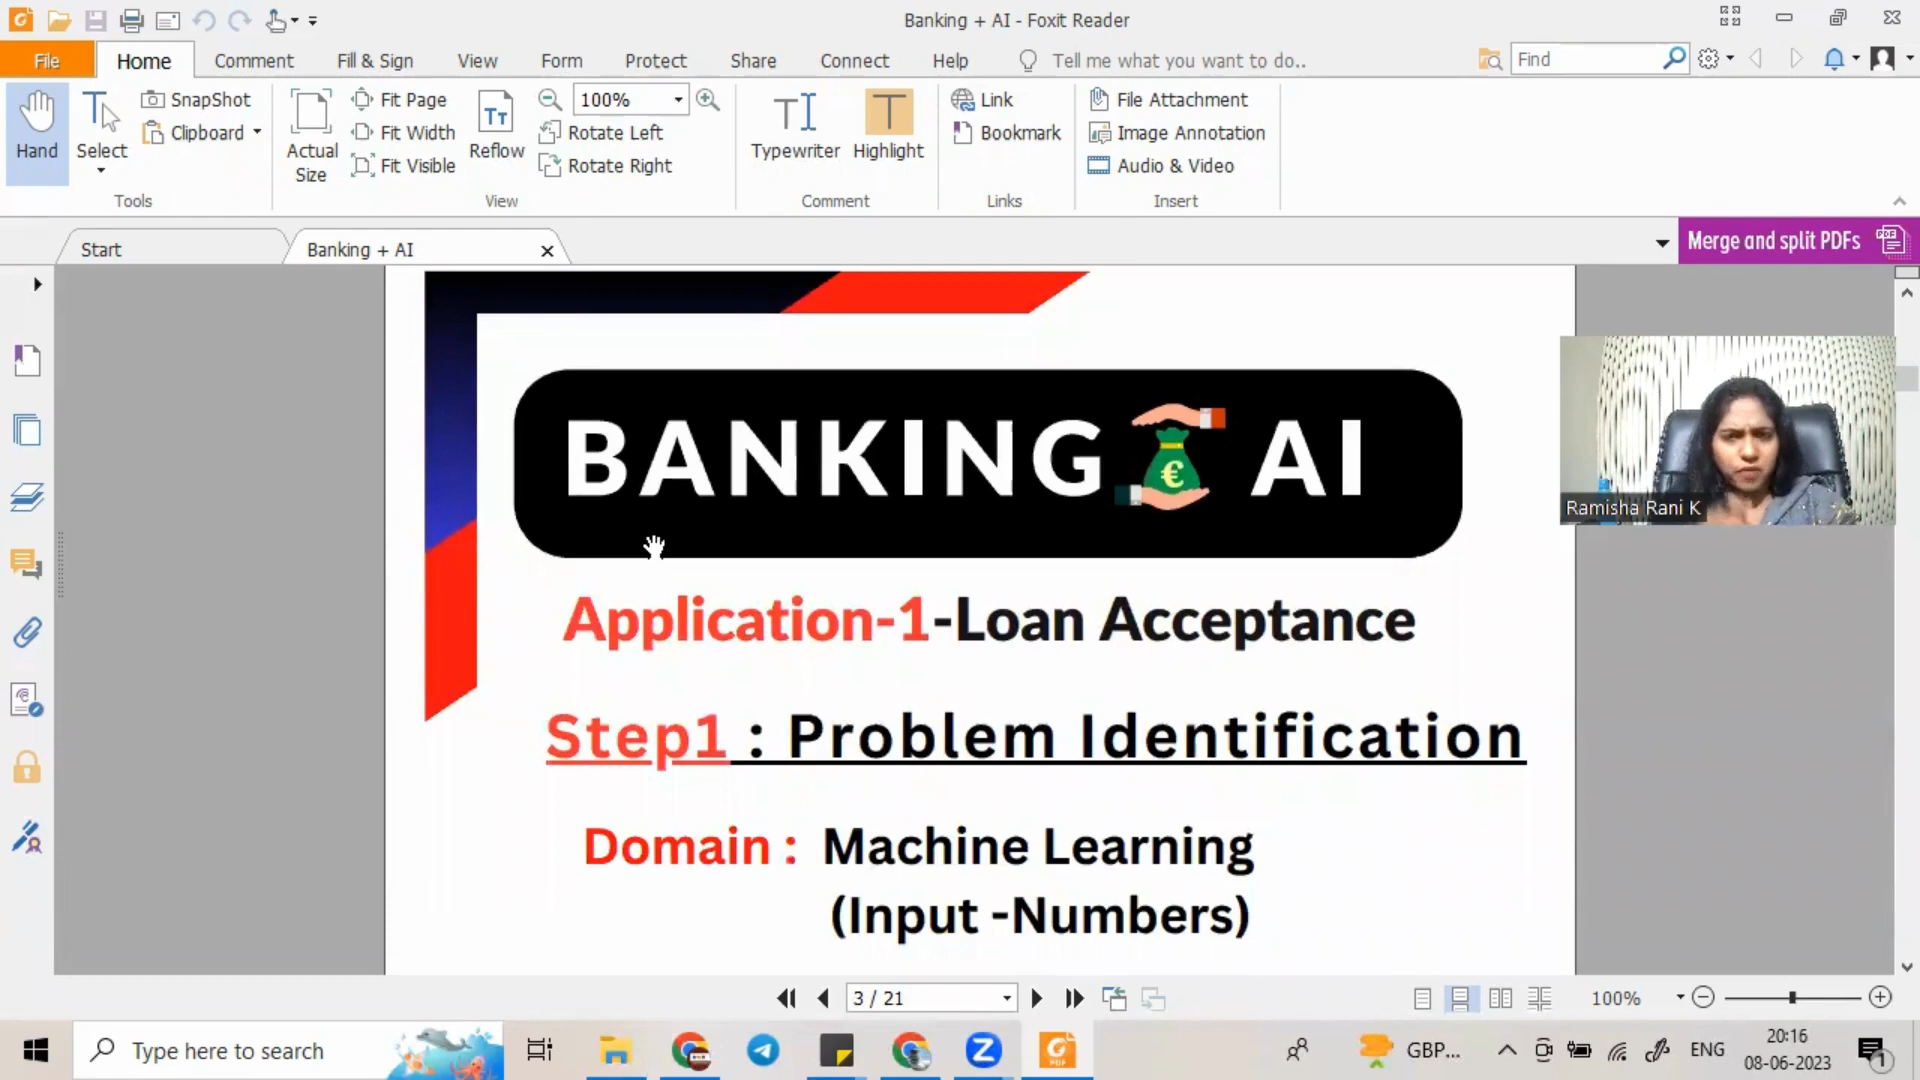 Banking + AI - Foxit Reader
File
Home
Comment
Fill & Sign
View
Form
Protect
Share
Connect
Help
Tell me what you want to do..
Find
Hand
Select
SnapShot
Clipboard
Tools
Actual
Size
Fit Page
Fit Width
Fit Visible
Reflow
100%
Rotate Left
Rotate Right
View
Typewriter
Highlight
Comment
Link
Bookmark
Links
File Attachment
Image Annotation
Audio & Video
Insert
Start
Banking + AI
Merge and split PDFs
BANKING AI
Application-1-Loan Acceptance
Step1 : Problem Identification
Domain : Machine Learning
(Input -Numbers)
Ramisha Rani K
3 / 21
100%
Type here to search
GBP...
ENG
20:16
08-06-2023
1